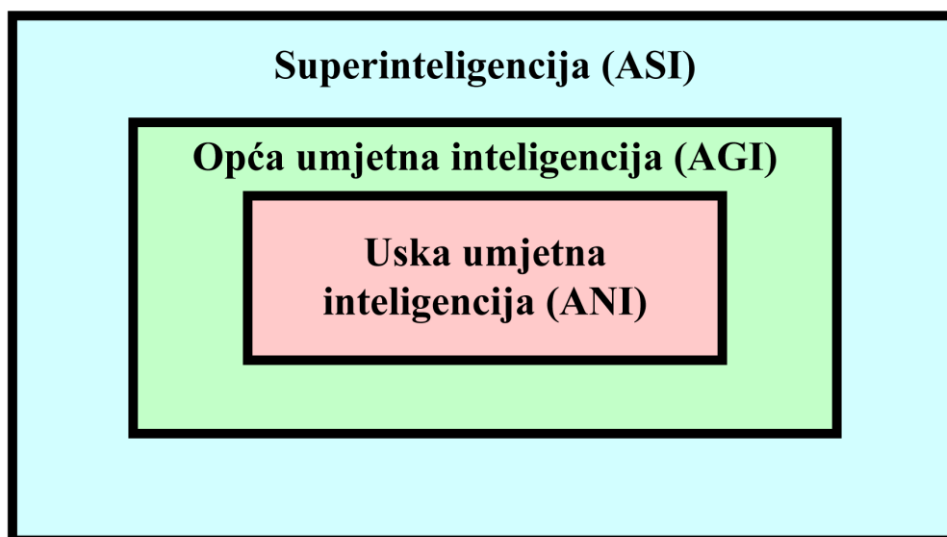 Superinteligencija (ASI)
Opća umjetna inteligencija (AGI)
Uska umjetna
inteligencija (ANI)